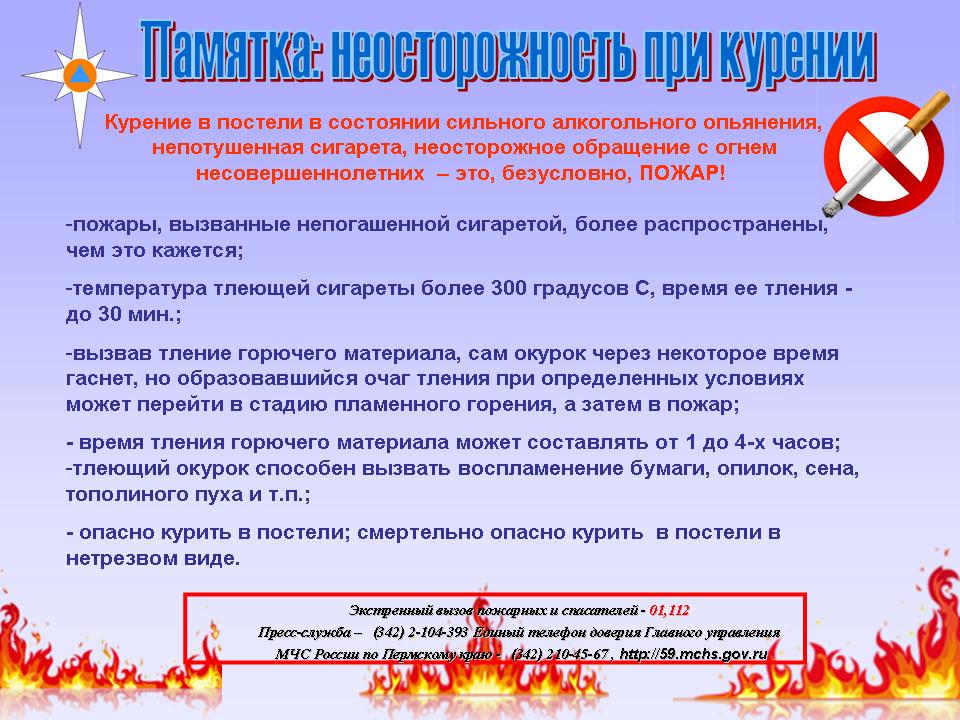 Памятка: неосторожность при курении
Курение в постели в состоянии сильного алкогольного опьянения,
непотушенная сигарета, неосторожное обращение с огнем
несовершеннолетних – это, безусловно, ПОЖАР!
-пожары, вызванные непогашенной сигаретой, более распространены,
чем это кажется;
-температура тлеющей сигареты более 300 градусов С, время ее тления -
до 30 мин.;
-вызвав тление горючего материала, сам окурок через некоторое время
гаснет, но образовавшийся очаг тления при определенных условиях
может перейти в стадию пламенного горения, а затем в пожар;
- время тления горючего материала может составлять от 1 до 4-х часов;
-тлеющий окурок способен вызвать воспламенение бумаги, опилок, сена,
тополиного пуха и т.п.;
- опасно курить в постели; смертельно опасно курить в постели в
нетрезвом виде.
Экстренный вызов пожарных и спасателей - 01,112
Пресс-служба – (342) 2-104-393 Единый телефон доверия Главного управления
МЧС России по Пермскому краю - (342) 210-45-67 , http://59.mchs.gov.ru